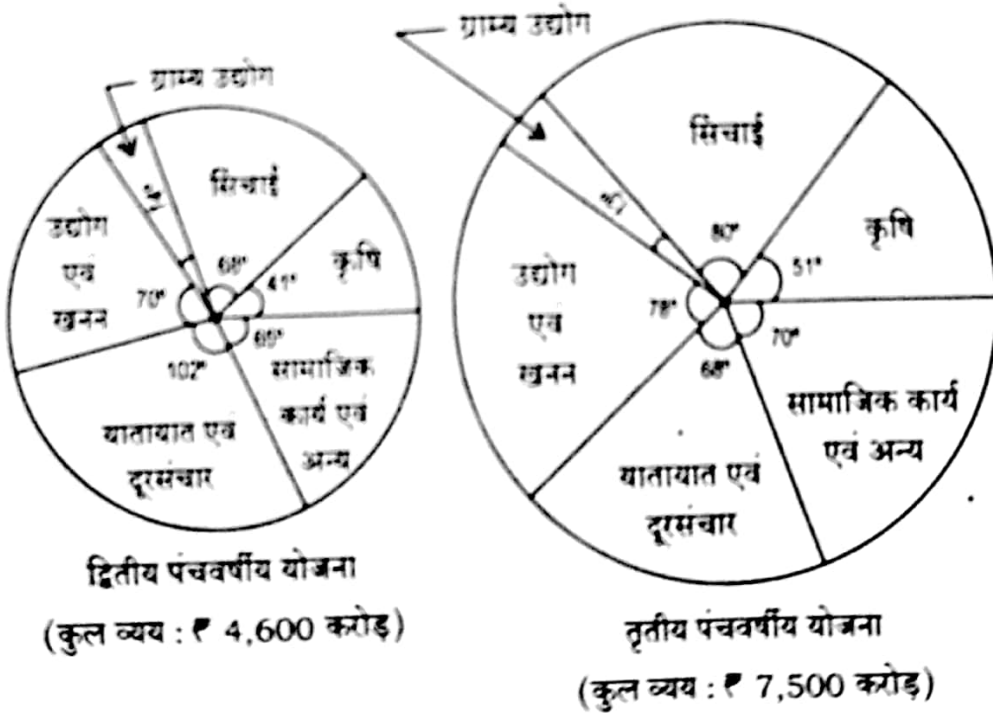 ग्राम्य उद्योग
सिंचाई
कृषि
उद्योग
एवं
खनन
70°
68°
41°
69°
102°
सामाजिक
कार्य एवं
अन्य
यातायात एवं
दूरसंचार
द्वितीय पंचवर्षीय योजना
(कुल व्यय : ₹ 4,600 करोड़)
ग्राम्य उद्योग
सिंचाई
कृषि
उद्योग
एवं
खनन
80°
51°
78°
70°
68°
सामाजिक कार्य
एवं अन्य
यातायात एवं
दूरसंचार
तृतीय पंचवर्षीय योजना
(कुल व्यय : ₹ 7,500 करोड़)